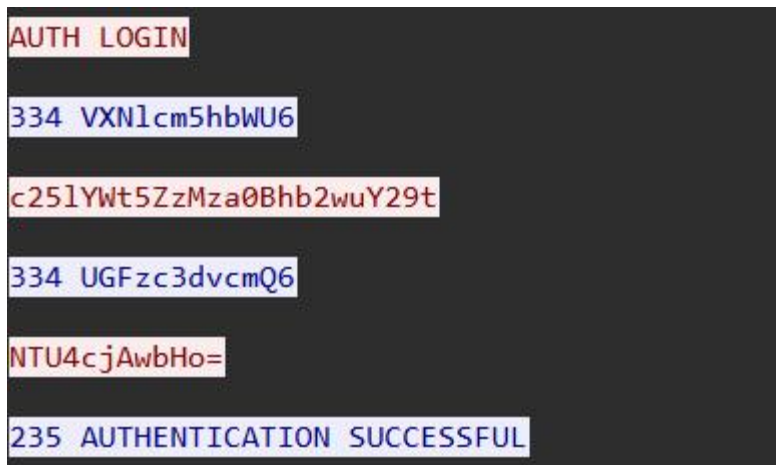 AUTH LOGIN
334 VXNlcm5hbWU6
c25lYWt5ZzMza0Bhb2wuY29t
334 UGFzc3dvcmQ6
NTU4cjAwbHo=
235 AUTHENTICATION SUCCESSFUL